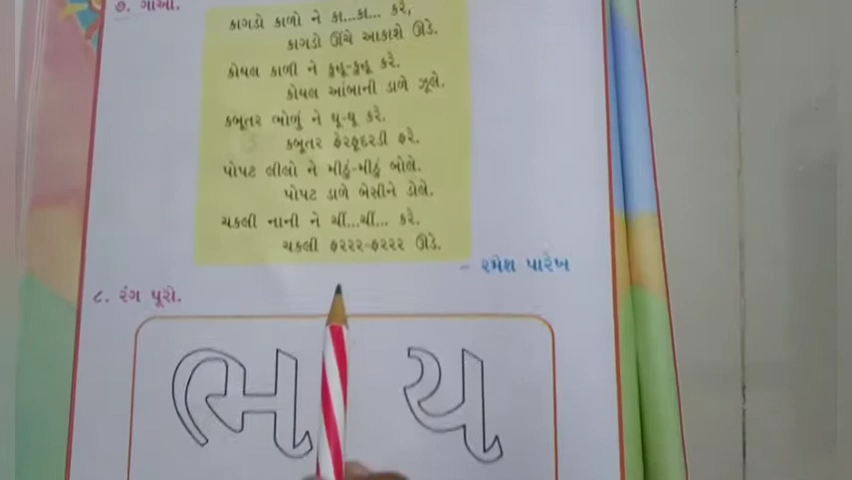 ૭. ગાઓ.
કાગડો કાળો ને કા...કા... કરે,
કાગડો ઊંચે આકાશે ઊડે.
કોયલ કાળી ને કુહૂ-કુહૂ કરે.
કોયલ આંબાની ડાળે ઝૂલે.
કબૂતર ભોળું ને ઘૂ-ઘૂ કરે.
કબૂતર ફેરફૂદરડી ફરે.
પોપટ લીલો ને મીઠું-મીઠું બોલે.
પોપટ ડાળે બેસીને ડોલે.
ચકલી નાની ને ચીં...ચીં... કરે.
ચકલી ફરરર-ફરરર ઊડે.
- રમેશ પારેખ
૮. રંગ પૂરો.
ભ ય